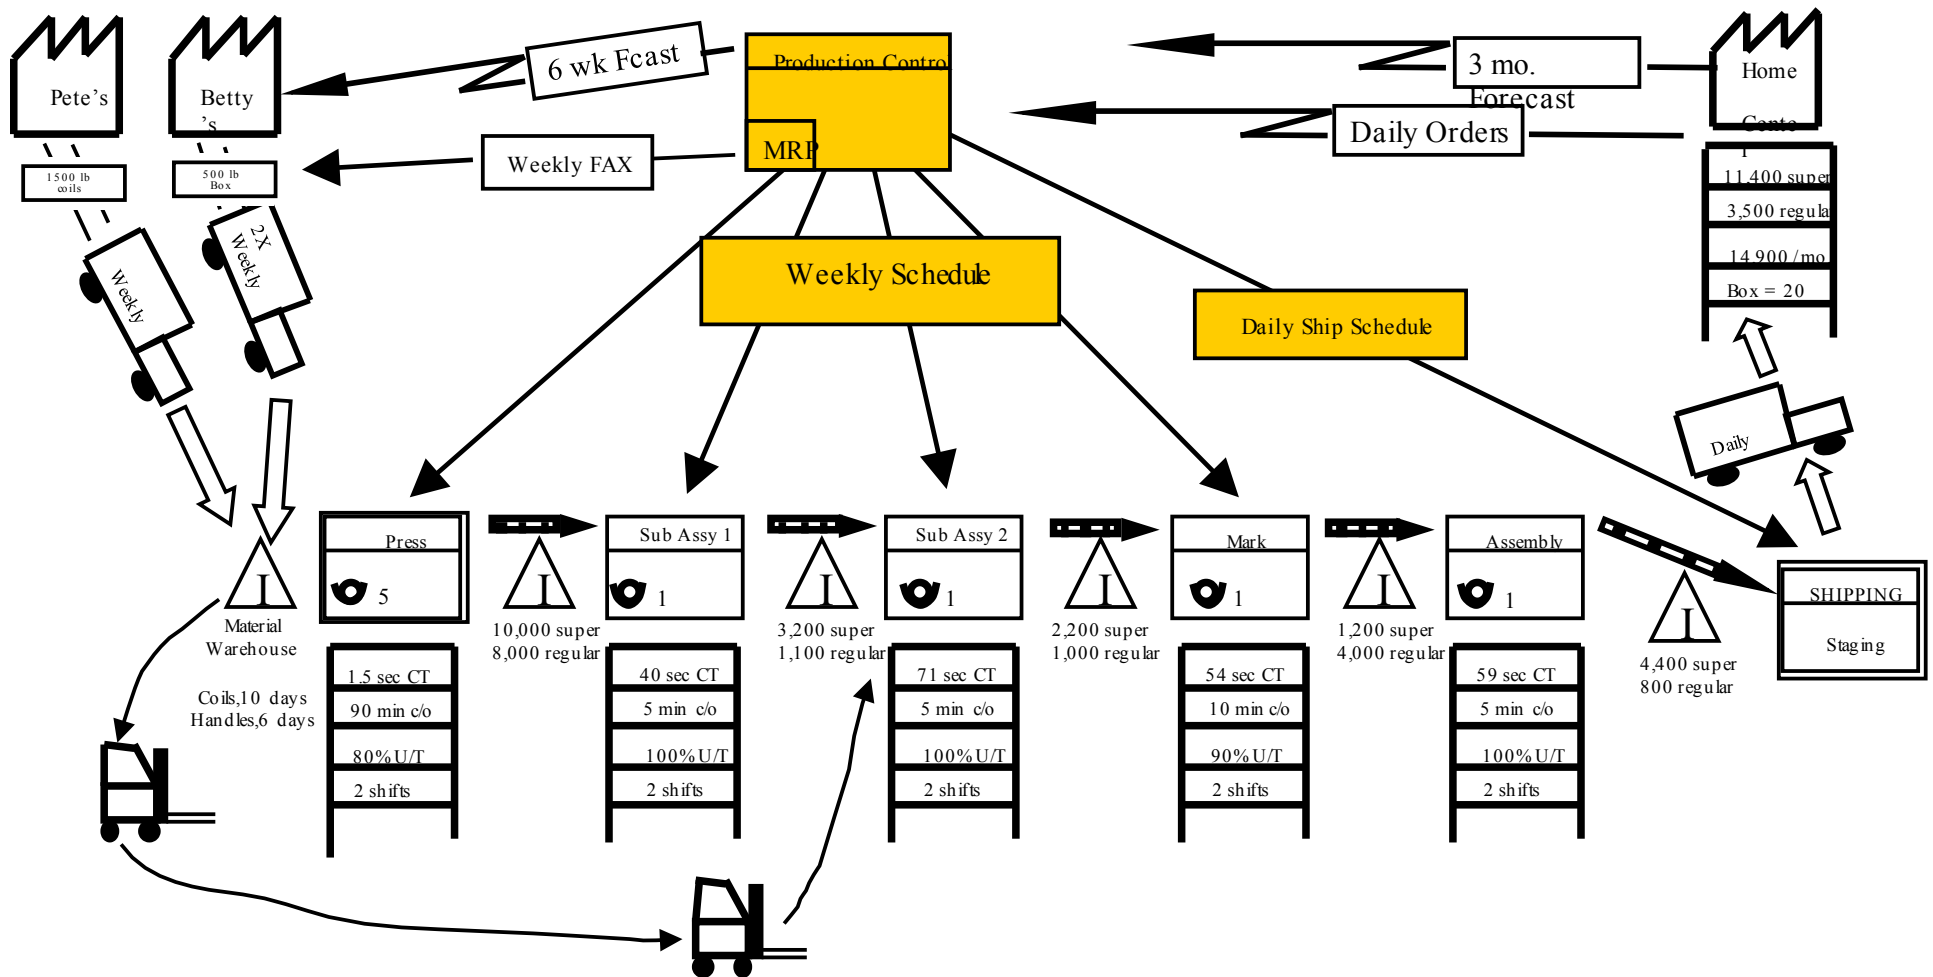 Pete's
Betty
's
6 wk Fcast
Production Control
MRP
Weekly FAX
3 mo.
Forecast
Daily Orders
Home
Cente
r
1500 lb
coils
500 lb
Box
Weekly
2X
Weekly
Weekly Schedule
Daily Ship Schedule
11,400 super
3,500 regula
14,900 /mo
Box = 20
Daily
I
Material
Warehouse
Coils,10 days
Handles,6 days
Press
5
1.5 sec CT
90 min c/o
80% U/T
2 shifts
I
10,000 super
8,000 regular
Sub Assy 1
1
40 sec CT
5 min c/o
100% U/T
2 shifts
I
3,200 super
1,100 regular
Sub Assy 2
1
71 sec CT
5 min c/o
100% U/T
2 shifts
I
2,200 super
1,000 regular
Mark
1
54 sec CT
10 min c/o
90% U/T
2 shifts
I
1,200 super
4,000 regular
Assembly
1
59 sec CT
5 min c/o
100% U/T
2 shifts
I
4,400 super
800 regular
SHIPPING
Staging